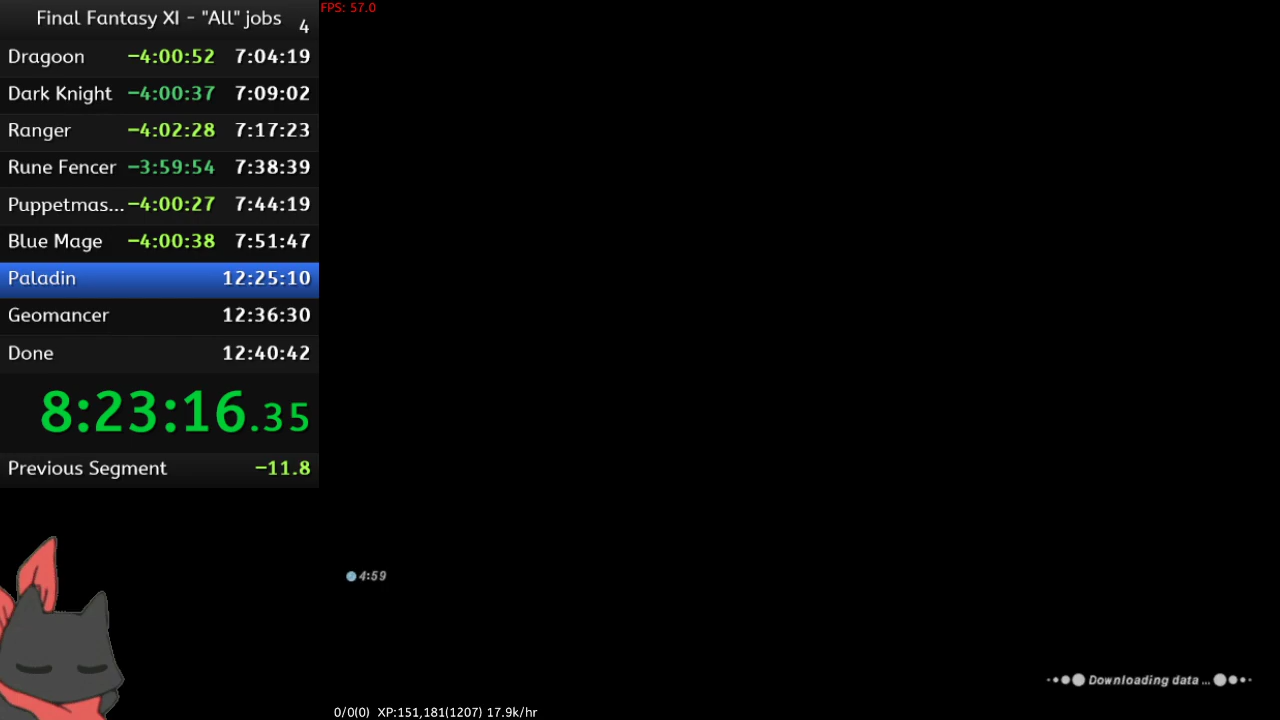 Final Fantasy XI - "All" jobs 4
FPS: 57.0
Dragoon −4:00:52 7:04:19
Dark Knight −4:00:37 7:09:02
Ranger −4:02:28 7:17:23
Rune Fencer −3:59:54 7:38:39
Puppetmas... −4:00:27 7:44:19
Blue Mage −4:00:38 7:51:47
Paladin 12:25:10
Geomancer 12:36:30
Done 12:40:42
8:23:16.35
Previous Segment −11.8
4:59
Downloading data ...
0/0(0) XP:151,181(1207) 17.9k/hr